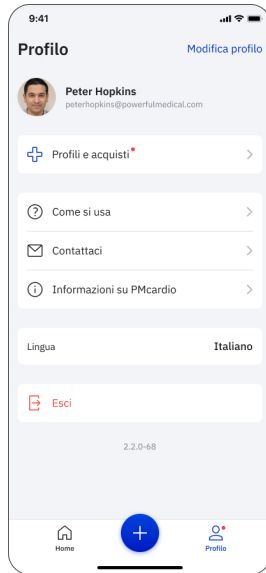 9:41
Profilo Modifica profilo
Peter Hopkins
peterhopkins@powerfulmedical.com
Profili e acquisti
Come si usa
Contattaci
Informazioni su PMcardio
Lingua Italiano
Esci
2.2.0-68
Home Profilo